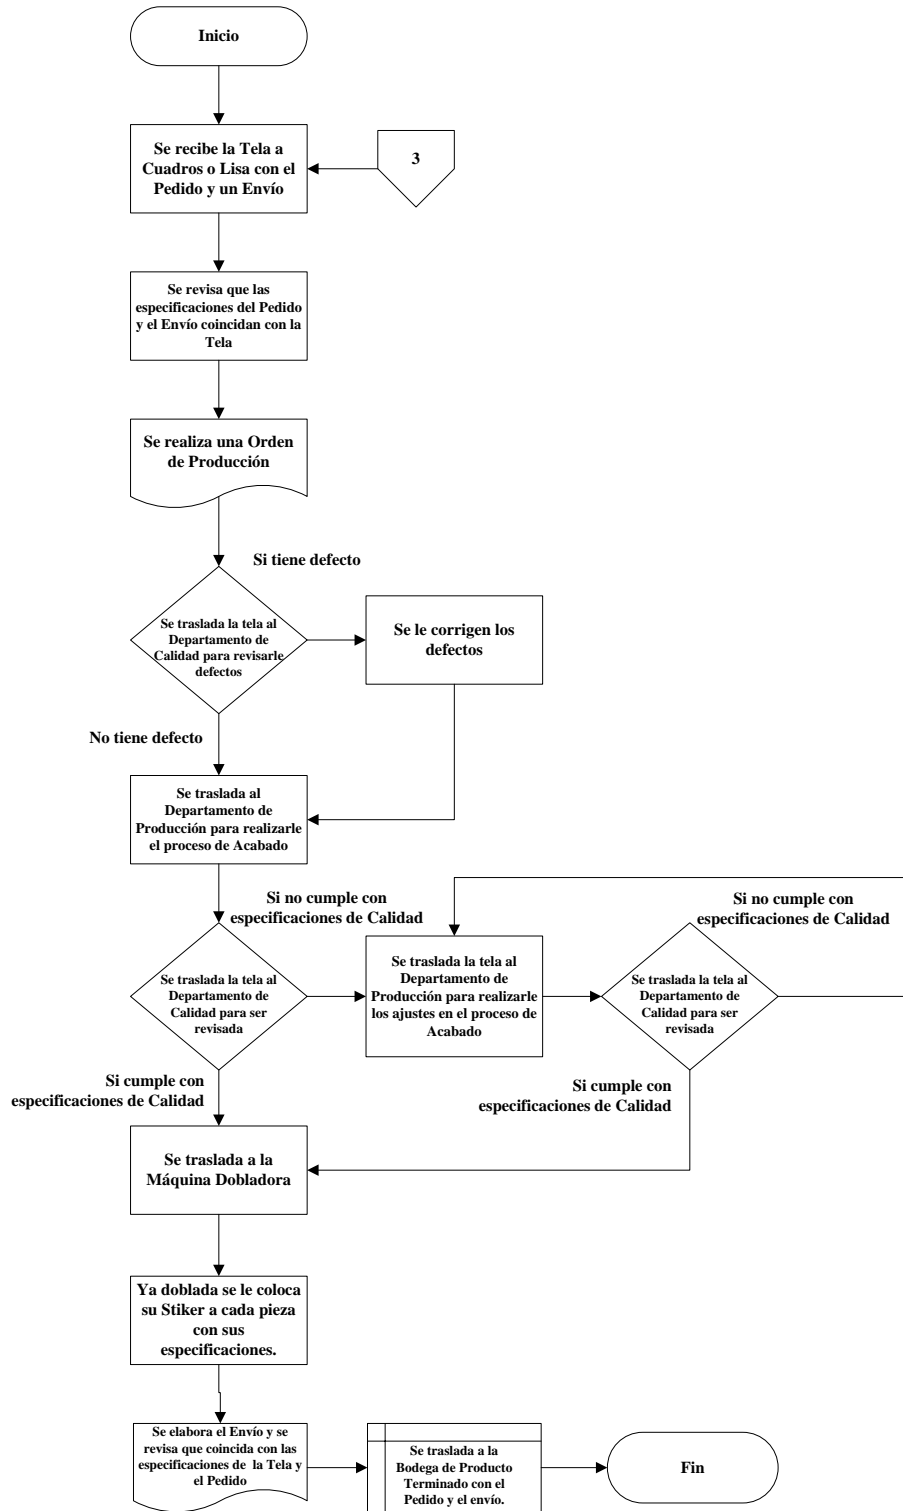 Inicio
Se recibe la Tela a
Cuadros o Lisa con el
Pedido y un Envío
3
Se revisa que las
especificaciones del Pedido
y el Envío coincidan con la
Tela
Se realiza una Orden
de Producción
Si tiene defecto
Se traslada la tela al
Departamento de
Calidad para revisarle
defectos
Se le corrigen los
defectos
No tiene defecto
Se traslada al
Departamento de
Producción para realizarle
el proceso de Acabado
Si no cumple con
especificaciones de Calidad
Si no cumple con
especificaciones de Calidad
Se traslada la tela al
Departamento de
Calidad para ser
revisada
Se traslada la tela al
Departamento de
Producción para realizarle
los ajustes en el proceso de
Acabado
Se traslada la tela al
Departamento de
Calidad para ser
revisada
Si cumple con
especificaciones de Calidad
Si cumple con
especificaciones de Calidad
Se traslada a la
Máquina Dobladora
Ya doblada se le coloca
su Stiker a cada pieza
con sus
especificaciones.
Se elabora el Envío y se
revisa que coincida con las
especificaciones de la Tela y
el Pedido
Se traslada a la
Bodega de Producto
Terminado con el
Pedido y el envío.
Fin